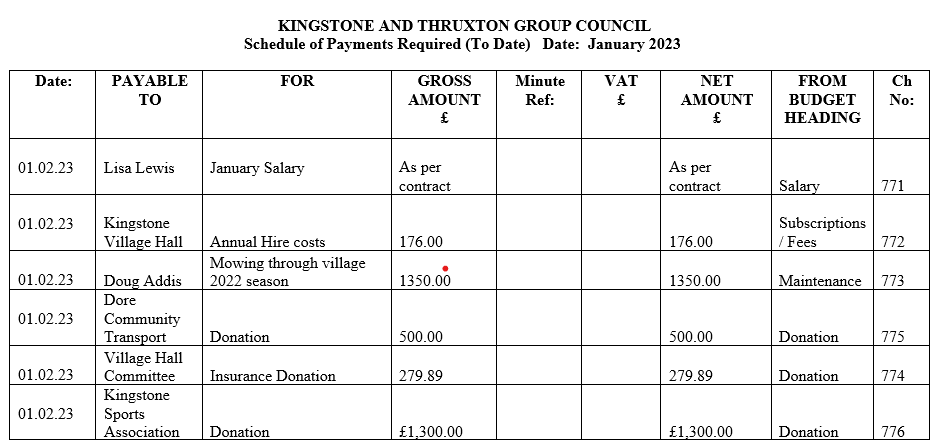 KINGSTONE AND THRUXTON GROUP COUNCIL
Schedule of Payments Required (To Date) Date: January 2023
Date: PAYABLE TO FOR GROSS AMOUNT £ Minute Ref: VAT £ NET AMOUNT £ FROM BUDGET HEADING Ch No:
01.02.23 Lisa Lewis January Salary As per contract As per contract Salary 771
01.02.23 Kingstone Village Hall Annual Hire costs 176.00 176.00 Subscriptions / Fees 772
01.02.23 Doug Addis Mowing through village 2022 season 1350.00 1350.00 Maintenance 773
01.02.23 Dore Community Transport Donation 500.00 500.00 Donation 775
01.02.23 Village Hall Committee Insurance Donation 279.89 279.89 Donation 774
01.02.23 Kingstone Sports Association Donation £1,300.00 £1,300.00 Donation 776